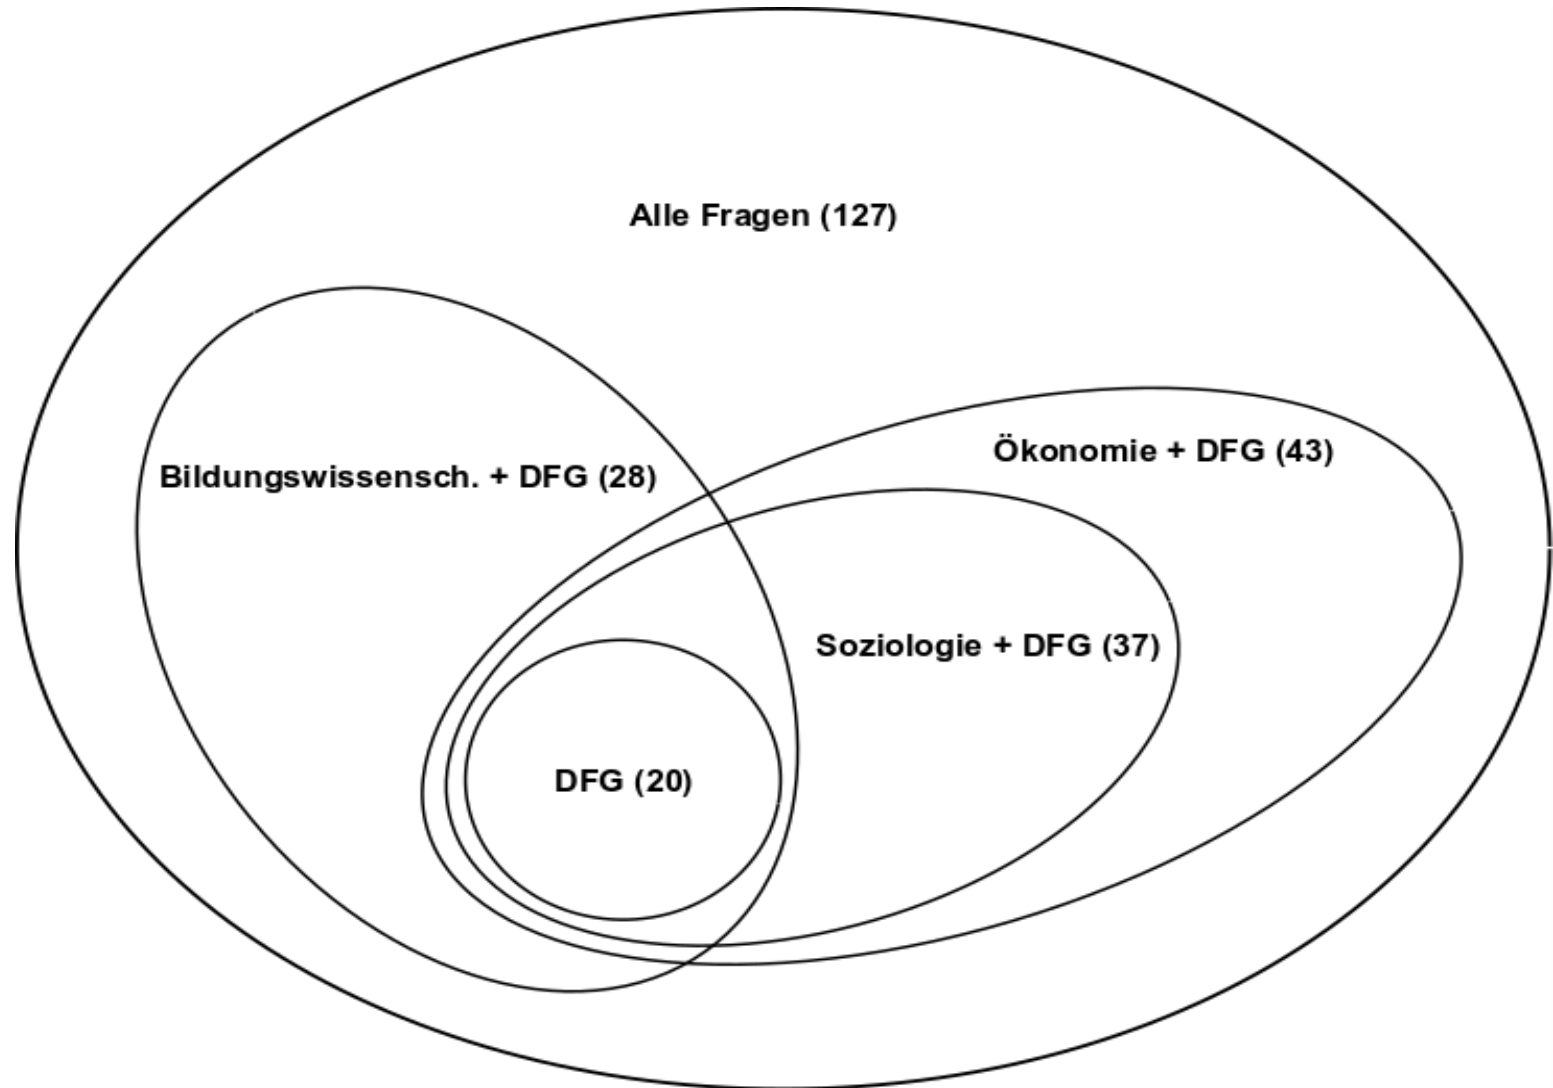 Alle Fragen (127)
Ökonomie + DFG (43)
Bildungswissensch. + DFG (28)
Soziologie + DFG (37)
DFG (20)